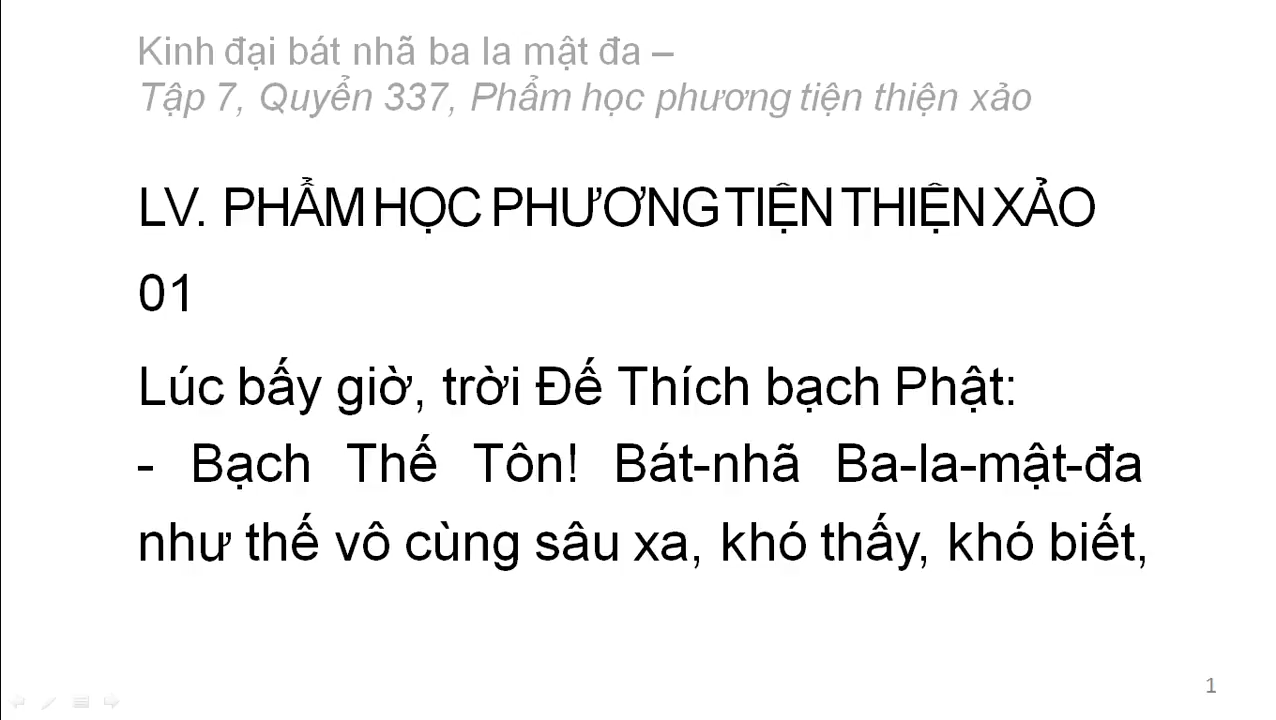 Kinh đại bát nhã ba la mật đa –
Tập 7, Quyển 337, Phẩm học phương tiện thiện xảo
LV. PHẨM HỌC PHƯƠNG TIỆN THIỆN XẢO
01
Lúc bấy giờ, trời Đế Thích bạch Phật:
- Bạch Thế Tôn! Bát-nhã Ba-la-mật-đa
như thế vô cùng sâu xa, khó thấy, khó biết,
1